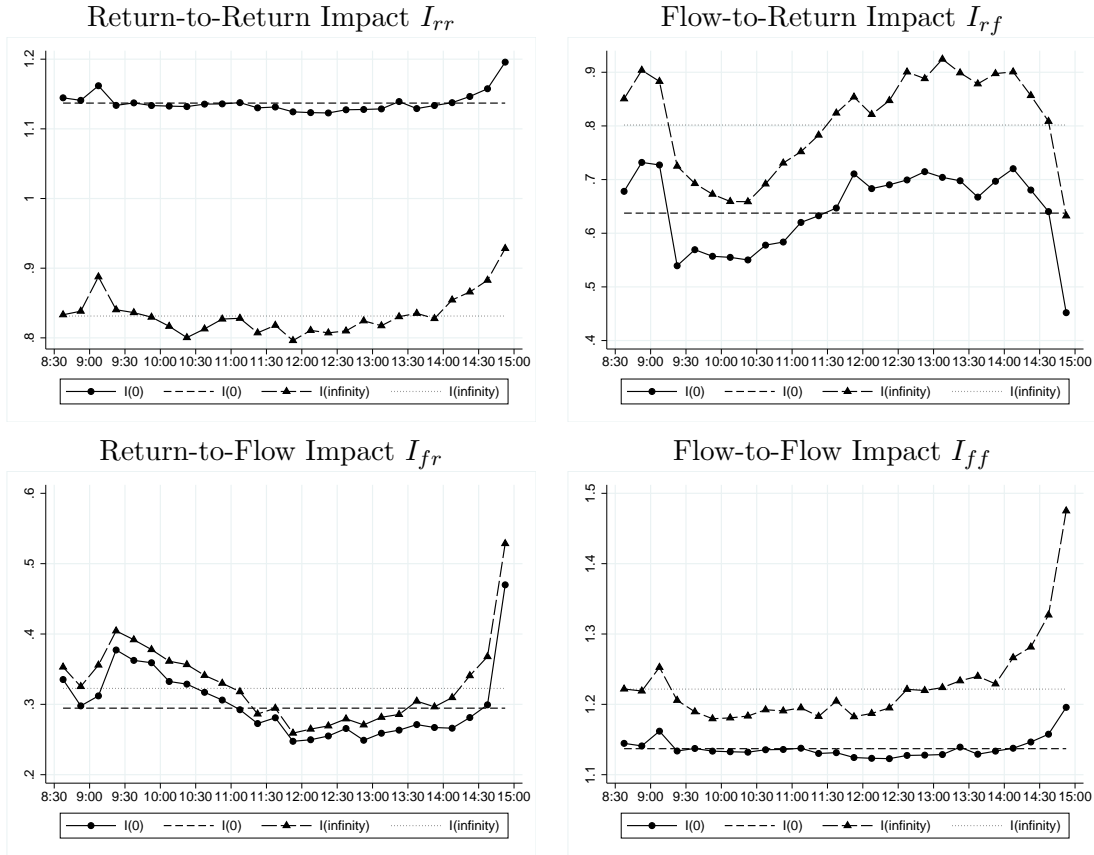 Return-to-Return Impact I_rr
1.2
1.1
1
.9
.8
8:30 9:00 9:30 10:00 10:30 11:00 11:30 12:00 12:30 13:00 13:30 14:00 14:30 15:00
I(0) I(0) I(infinity) I(infinity)
Flow-to-Return Impact I_rf
.9
.8
.7
.6
.5
.4
8:30 9:00 9:30 10:00 10:30 11:00 11:30 12:00 12:30 13:00 13:30 14:00 14:30 15:00
I(0) I(0) I(infinity) I(infinity)
Return-to-Flow Impact I_fr
.6
.5
.4
.3
.2
8:30 9:00 9:30 10:00 10:30 11:00 11:30 12:00 12:30 13:00 13:30 14:00 14:30 15:00
I(0) I(0) I(infinity) I(infinity)
Flow-to-Flow Impact I_ff
1.5
1.4
1.3
1.2
1.1
8:30 9:00 9:30 10:00 10:30 11:00 11:30 12:00 12:30 13:00 13:30 14:00 14:30 15:00
I(0) I(0) I(infinity) I(infinity)